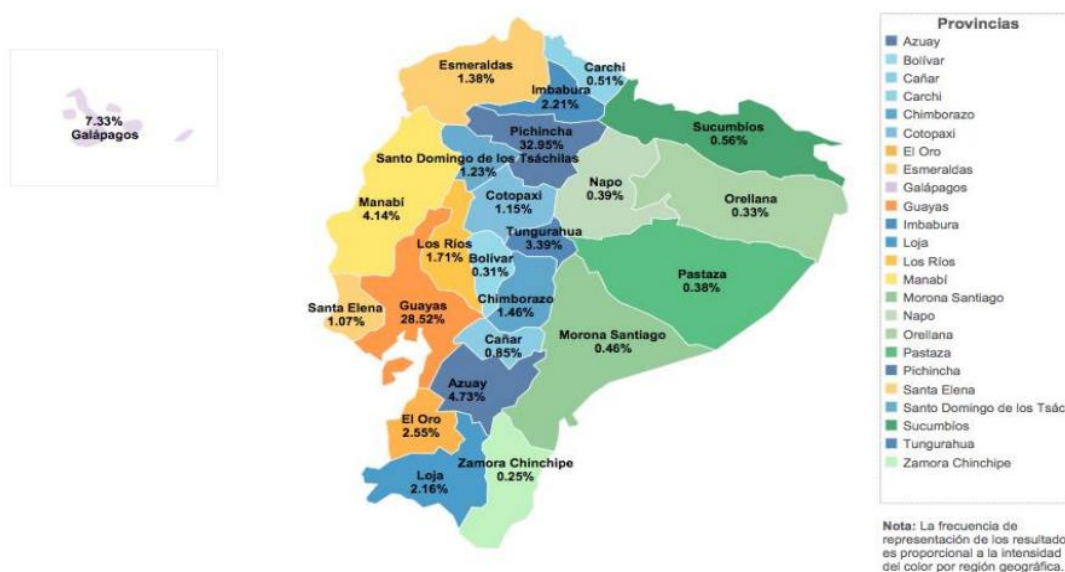 7.33%
Galápagos
Esmeraldas
1.38%
Carchi
0.51%
Imbabura
2.21%
Sucumbíos
0.56%
Pichincha
32.95%
Santo Domingo de los Tsáchilas
1.23%
Napo
0.39%
Orellana
0.33%
Manabí
4.14%
Cotopaxi
1.15%
Tungurahua
3.39%
Los Ríos
1.71%
Bolívar
0.31%
Pastaza
0.38%
Santa Elena
1.07%
Guayas
28.52%
Chimborazo
1.46%
Morona Santiago
0.46%
Cañar
0.85%
Azuay
4.73%
El Oro
2.55%
Loja
2.16%
Zamora Chinchipe
0.25%
Provincias
Azuay
Bolívar
Cañar
Carchi
Chimborazo
Cotopaxi
El Oro
Esmeraldas
Galápagos
Guayas
Imbabura
Loja
Los Ríos
Manabí
Morona Santiago
Napo
Orellana
Pastaza
Pichincha
Santa Elena
Santo Domingo de los Tsác
Sucumbíos
Tungurahua
Zamora Chinchipe
Nota: La frecuencia de
representación de los resultado
es proporcional a la intensidad
del color por región geográfica.